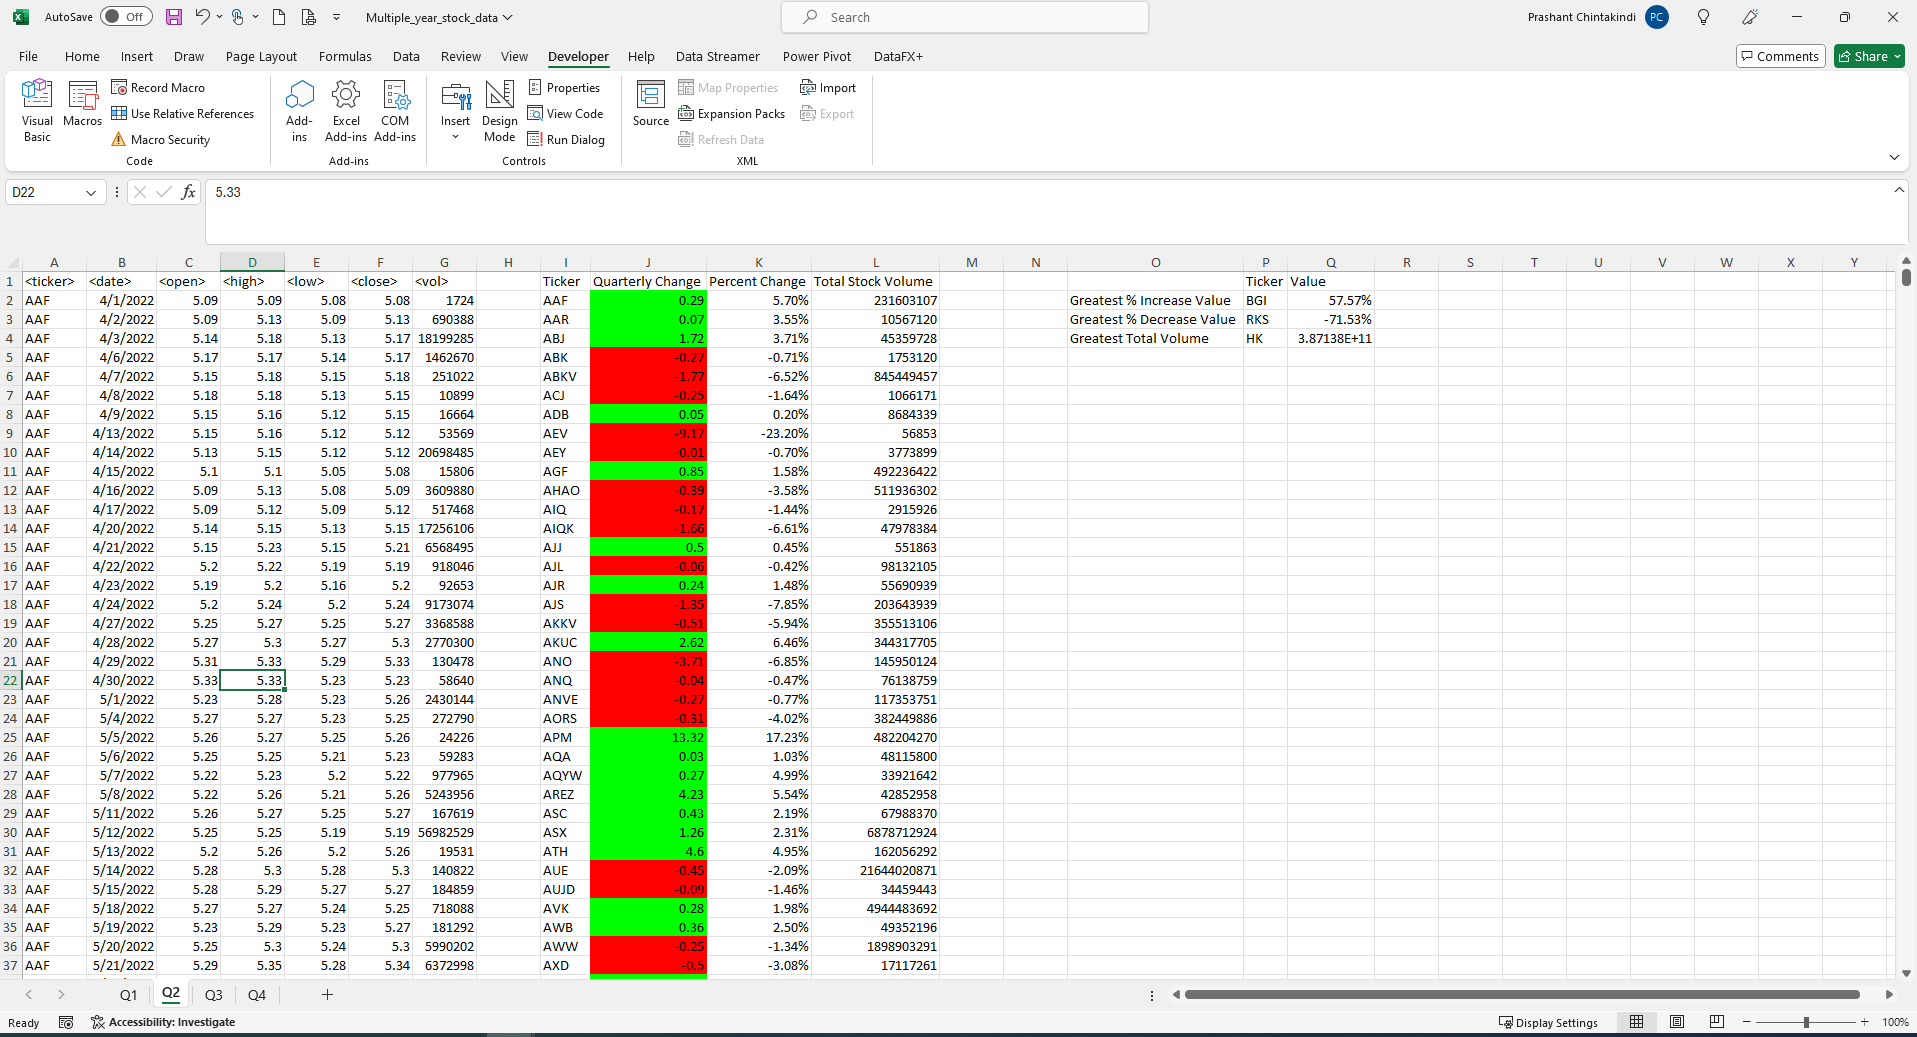 AutoSave Off Multiple_year_stock_data Search Prashant Chintakindi PC
File Home Insert Draw Page Layout Formulas Data Review View Developer Help Data Streamer Power Pivot DataFX+ Comments Share
Visual Basic
Macros
Record Macro
Use Relative References
Macro Security
Code
Add-ins
Excel Add-ins
COM Add-ins
Add-ins
Insert
Design Mode
Properties
View Code
Run Dialog
Controls
Source
Map Properties
Expansion Packs
Refresh Data
Import
Export
XML
D22 fx 5.33
A B C D E F G H I J K L M N O P Q R S T U V W X Y
1 <ticker> <date> <open> <high> <low> <close> <vol> Ticker Quarterly Change Percent Change Total Stock Volume Ticker Value
2 AAF 4/1/2022 5.09 5.09 5.08 5.08 1724 AAF 0.29 5.70% 231603107 Greatest % Increase Value BGI 57.57%
3 AAF 4/2/2022 5.09 5.13 5.09 5.13 690388 AAR 0.07 3.55% 10567120 Greatest % Decrease Value RKS -71.53%
4 AAF 4/3/2022 5.14 5.18 5.13 5.17 18199285 ABJ 1.72 3.71% 45359728 Greatest Total Volume HK 3.87138E+11
5 AAF 4/6/2022 5.17 5.17 5.14 5.17 1462670 ABK -0.27 -0.71% 1753120
6 AAF 4/7/2022 5.15 5.18 5.15 5.18 251022 ABKV -1.77 -6.52% 845449457
7 AAF 4/8/2022 5.18 5.18 5.13 5.15 10899 ACJ -0.25 -1.64% 1066171
8 AAF 4/9/2022 5.15 5.16 5.12 5.15 16664 ADB 0.05 0.20% 8684339
9 AAF 4/13/2022 5.15 5.16 5.12 5.12 53569 AEV -9.17 -23.20% 56853
10 AAF 4/14/2022 5.13 5.15 5.12 5.12 20698485 AEY -0.01 -0.70% 3773899
11 AAF 4/15/2022 5.1 5.1 5.05 5.08 15806 AGF 0.85 1.58% 492236422
12 AAF 4/16/2022 5.09 5.13 5.08 5.09 3609880 AHAO -0.39 -3.58% 511936302
13 AAF 4/17/2022 5.09 5.12 5.09 5.12 517468 AIQ -0.17 -1.44% 2915926
14 AAF 4/20/2022 5.14 5.15 5.13 5.15 17256106 AIQK -1.66 -6.61% 47978384
15 AAF 4/21/2022 5.15 5.23 5.15 5.21 6568495 AJJ 0.5 0.45% 551863
16 AAF 4/22/2022 5.2 5.22 5.19 5.19 918046 AJL -0.06 -0.42% 98132105
17 AAF 4/23/2022 5.19 5.2 5.16 5.2 92653 AJR 0.24 1.48% 55690939
18 AAF 4/24/2022 5.2 5.24 5.2 5.24 9173074 AJS -1.35 -7.85% 203643939
19 AAF 4/27/2022 5.25 5.27 5.25 5.27 3368588 AKKV -0.51 -5.94% 355513106
20 AAF 4/28/2022 5.27 5.3 5.27 5.3 2770300 AKUC 2.62 6.46% 344317705
21 AAF 4/29/2022 5.31 5.33 5.29 5.33 130478 ANO -3.71 -6.85% 145950124
22 AAF 4/30/2022 5.33 5.33 5.23 5.23 58640 ANQ -0.04 -0.47% 76138759
23 AAF 5/1/2022 5.23 5.28 5.23 5.26 2430144 ANVE -0.27 -0.77% 117353751
24 AAF 5/4/2022 5.27 5.27 5.23 5.25 272790 AORS -0.31 -4.02% 382449886
25 AAF 5/5/2022 5.26 5.27 5.25 5.26 24226 APM 13.32 17.23% 482204270
26 AAF 5/6/2022 5.25 5.25 5.21 5.23 59283 AQA 0.03 1.03% 48115800
27 AAF 5/7/2022 5.22 5.23 5.2 5.22 977965 AQYW 0.27 4.99% 33921642
28 AAF 5/8/2022 5.22 5.26 5.21 5.26 5243956 AREZ 4.23 5.54% 42852958
29 AAF 5/11/2022 5.26 5.27 5.25 5.27 167619 ASC 0.43 2.19% 67988370
30 AAF 5/12/2022 5.25 5.25 5.19 5.19 56982529 ASX 1.26 2.31% 6878712924
31 AAF 5/13/2022 5.2 5.26 5.2 5.26 19531 ATH 4.6 4.95% 162056292
32 AAF 5/14/2022 5.28 5.3 5.28 5.3 140822 AUE -0.45 -2.09% 21644020871
33 AAF 5/15/2022 5.28 5.29 5.27 5.27 184859 AUJD -0.09 -1.46% 34459443
34 AAF 5/18/2022 5.27 5.27 5.24 5.25 718088 AVK 0.28 1.98% 4944483692
35 AAF 5/19/2022 5.23 5.29 5.23 5.27 181292 AWB 0.36 2.50% 49352196
36 AAF 5/20/2022 5.25 5.3 5.24 5.3 5990202 AWW -0.25 -1.34% 1898903291
37 AAF 5/21/2022 5.29 5.35 5.28 5.34 6372998 AXD -0.5 -3.08% 17117261
Q1 Q2 Q3 Q4
Ready Accessibility: Investigate Display Settings 100%